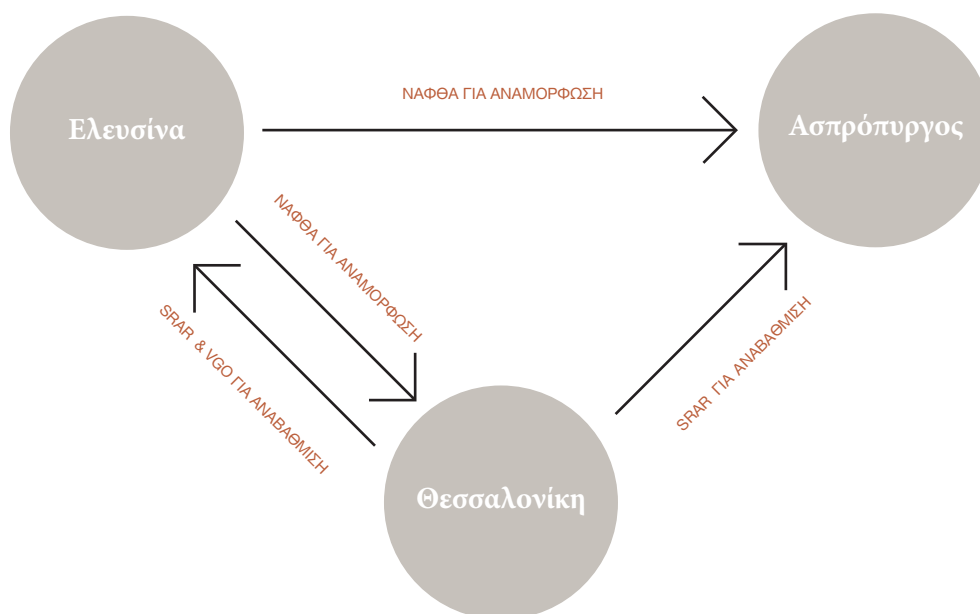 ΝΑΦΘΑ ΓΙΑ ΑΝΑΜΟΡΦΩΣΗ
Ελευσίνα
Ασπρόπυργος
ΝΑΦΘΑ ΓΙΑ ΑΝΑΜΟΡΦΩΣΗ
SRAR & VGO ΓΙΑ ΑΝΑΒΑΘΜΙΣΗ
SRAR ΓΙΑ ΑΝΑΒΑΘΜΙΣΗ
Θεσσαλονίκη